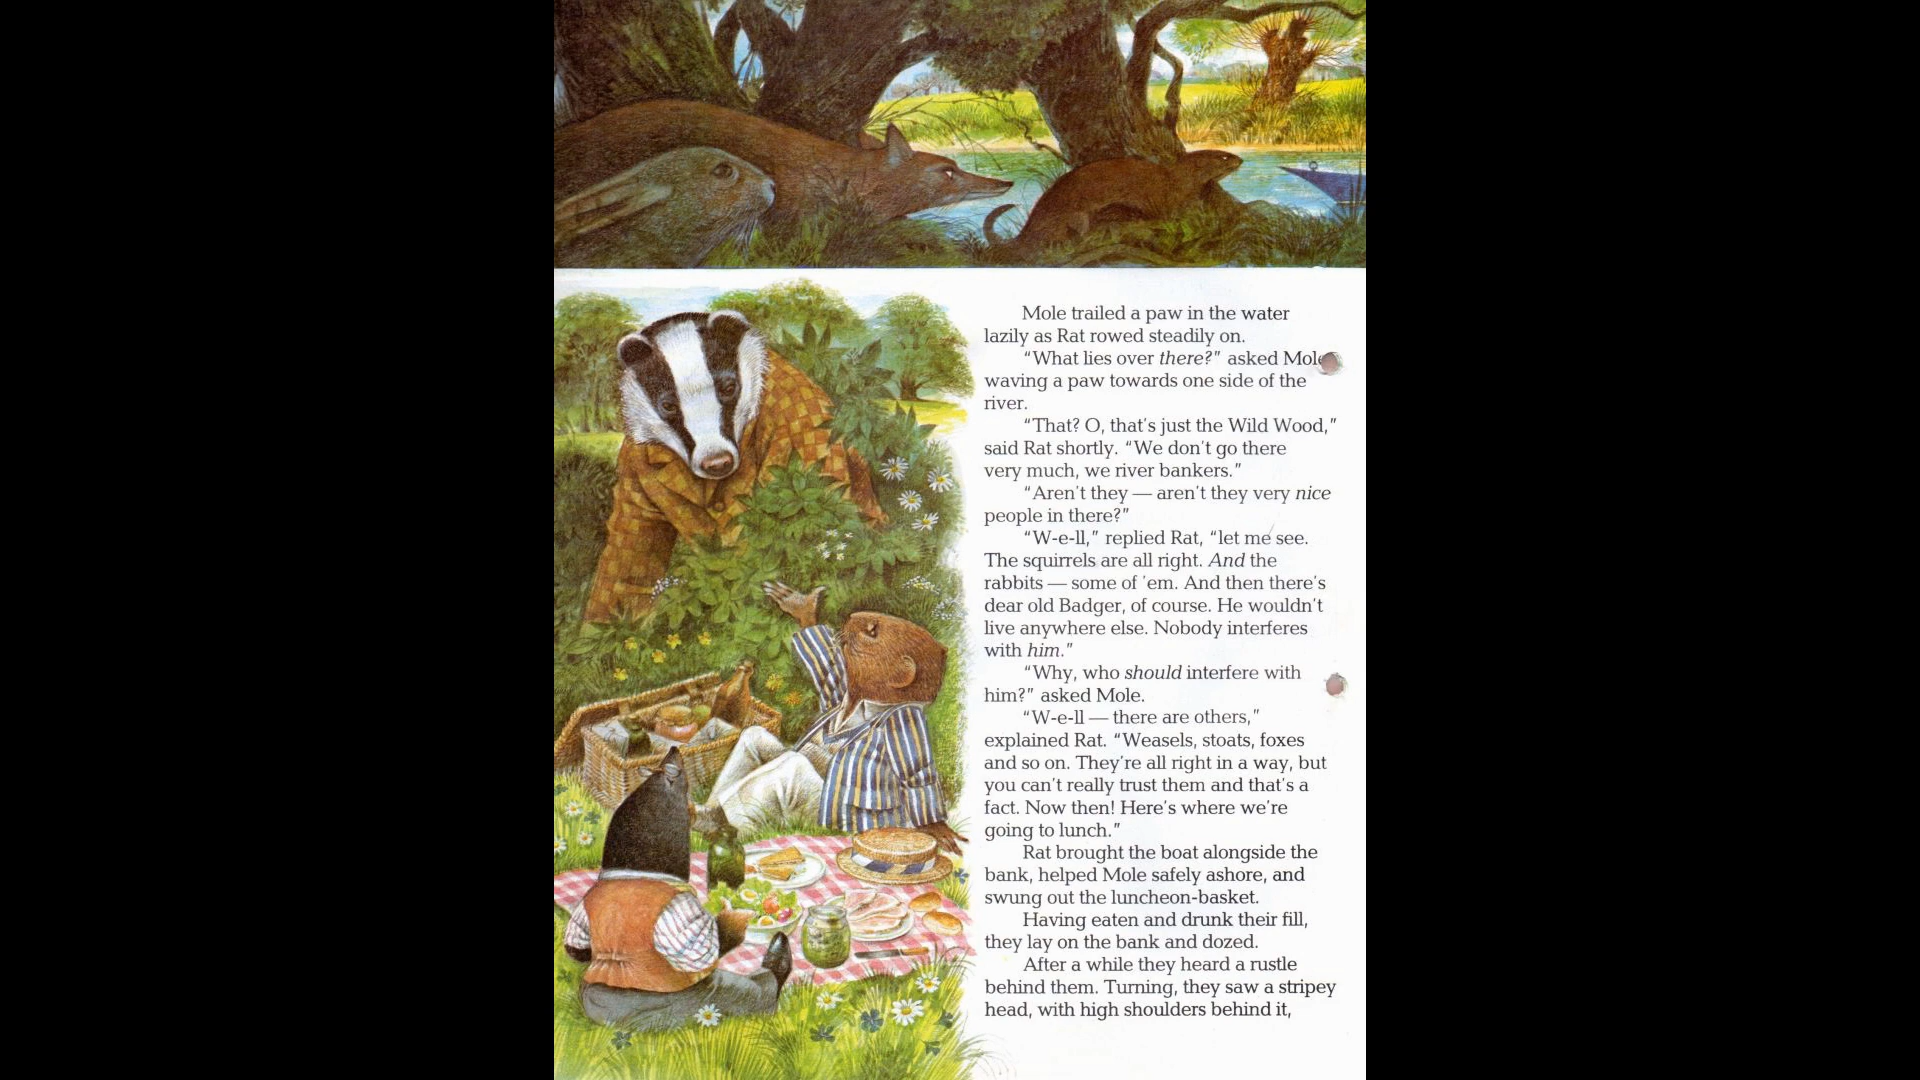 Mole trailed a paw in the water
lazily as Rat rowed steadily on.
"What lies over there?" asked Mole
waving a paw towards one side of the
river.
"That? O, that's just the Wild Wood,"
said Rat shortly. "We don't go there
very much, we river bankers."
"Aren't they — aren't they very nice
people in there?"
"W-e-ll," replied Rat, "let me see.
The squirrels are all right. And the
rabbits — some of 'em. And then there's
dear old Badger, of course. He wouldn't
live anywhere else. Nobody interferes
with him."
"Why, who should interfere with
him?" asked Mole.
"W-e-ll — there are others,"
explained Rat. "Weasels, stoats, foxes
and so on. They're all right in a way, but
you can't really trust them and that's a
fact. Now then! Here's where we're
going to lunch."
Rat brought the boat alongside the
bank, helped Mole safely ashore, and
swung out the luncheon-basket.
Having eaten and drunk their fill,
they lay on the bank and dozed.
After a while they heard a rustle
behind them. Turning, they saw a stripey
head, with high shoulders behind it,